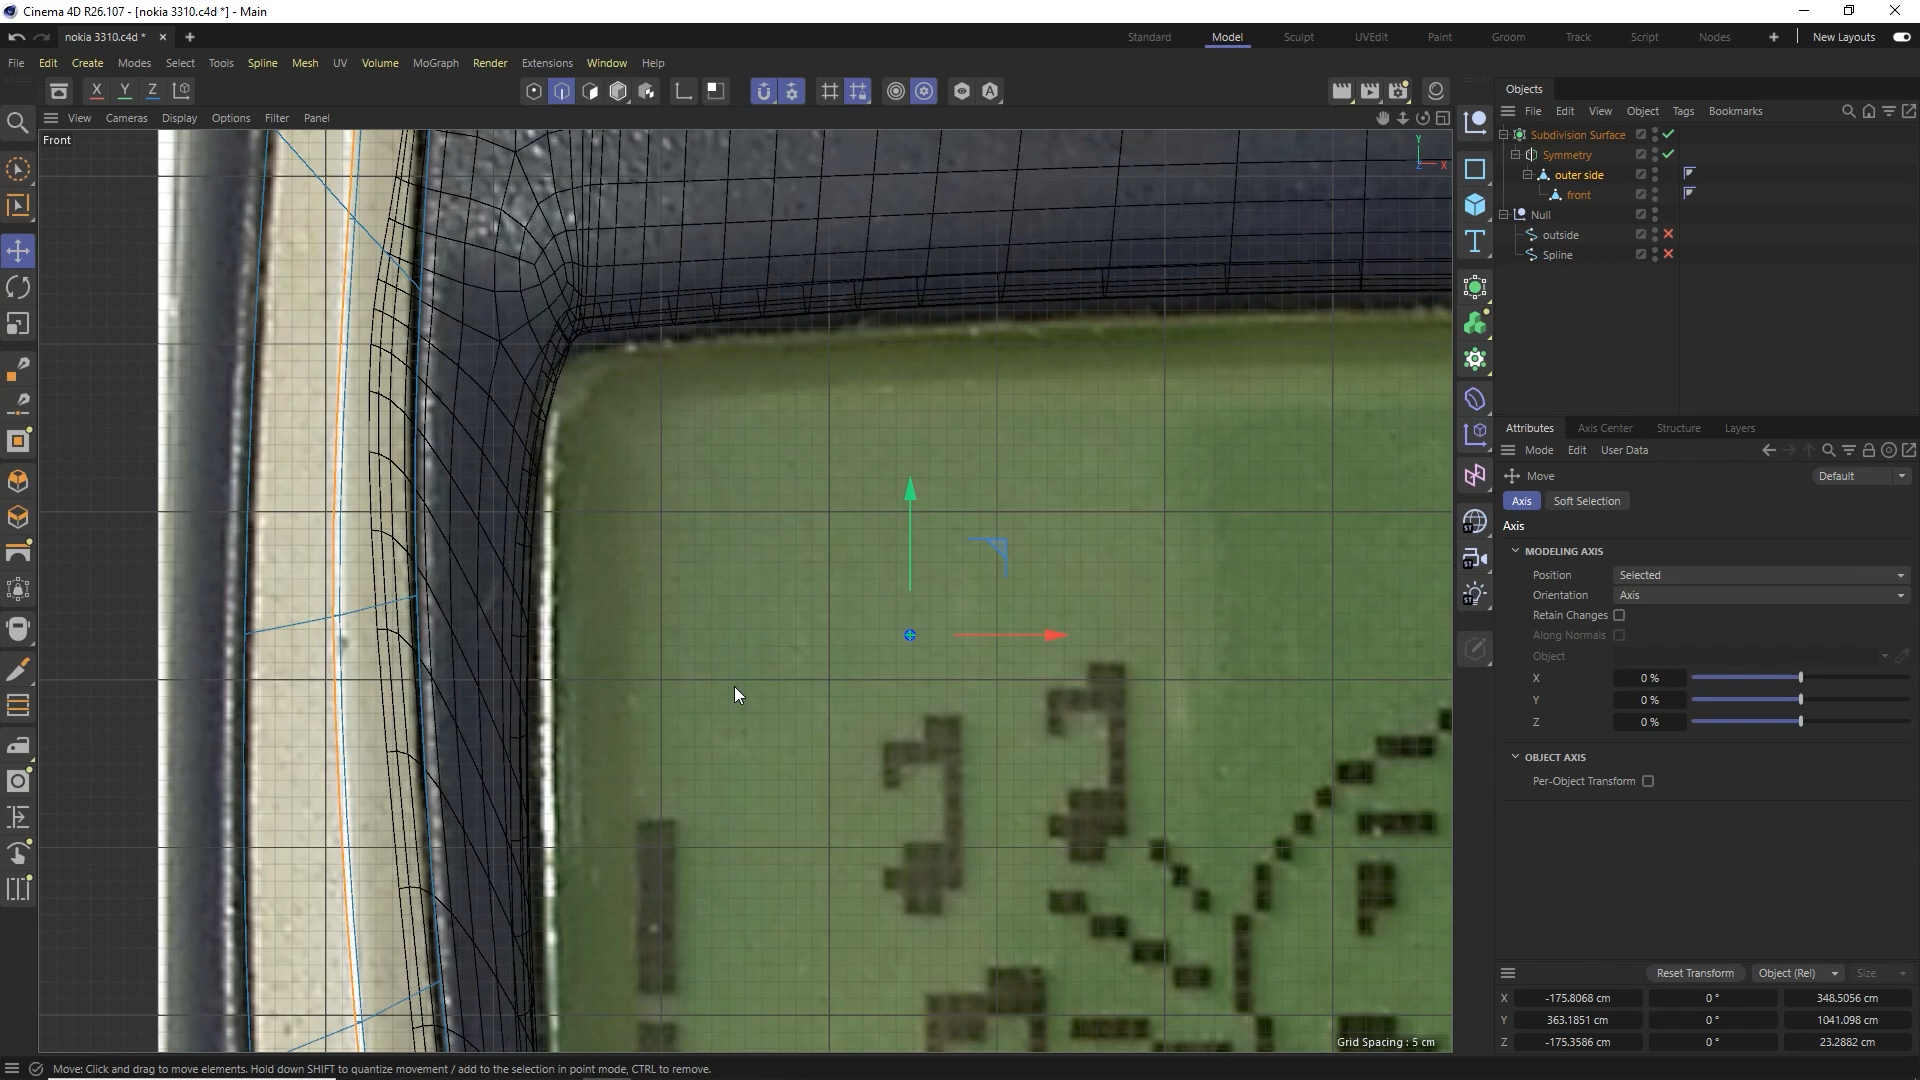 Cinema 4D R26.107 - [nokia 3310.c4d *] - Main
nokia 3310.c4d *
Standard Model Sculpt UVEdit Paint Groom Track Script Nodes New Layouts
File Edit Create Modes Select Tools Spline Mesh UV Volume MoGraph Render Extensions Window Help
X Y Z
View Cameras Display Options Filter Panel
Front
Y
X
Grid Spacing : 5 cm
Objects
File Edit View Object Tags Bookmarks
Subdivision Surface
Symmetry
outer side
front
Null
outside
Spline
Attributes Axis Center Structure Layers
Mode Edit User Data
Move Default
Axis Soft Selection
Axis
MODELING AXIS
Position Selected
Orientation Axis
Retain Changes
Along Normals
Object
X 0 %
Y 0 %
Z 0 %
OBJECT AXIS
Per-Object Transform
Reset Transform Object (Rel) Size
X -175.8068 cm 0 ° 348.5056 cm
Y 363.1851 cm 0 ° 1041.098 cm
Z -175.3586 cm 0 ° 23.2882 cm
Move: Click and drag to move elements. Hold down SHIFT to quantize movement / add to the selection in point mode, CTRL to remove.